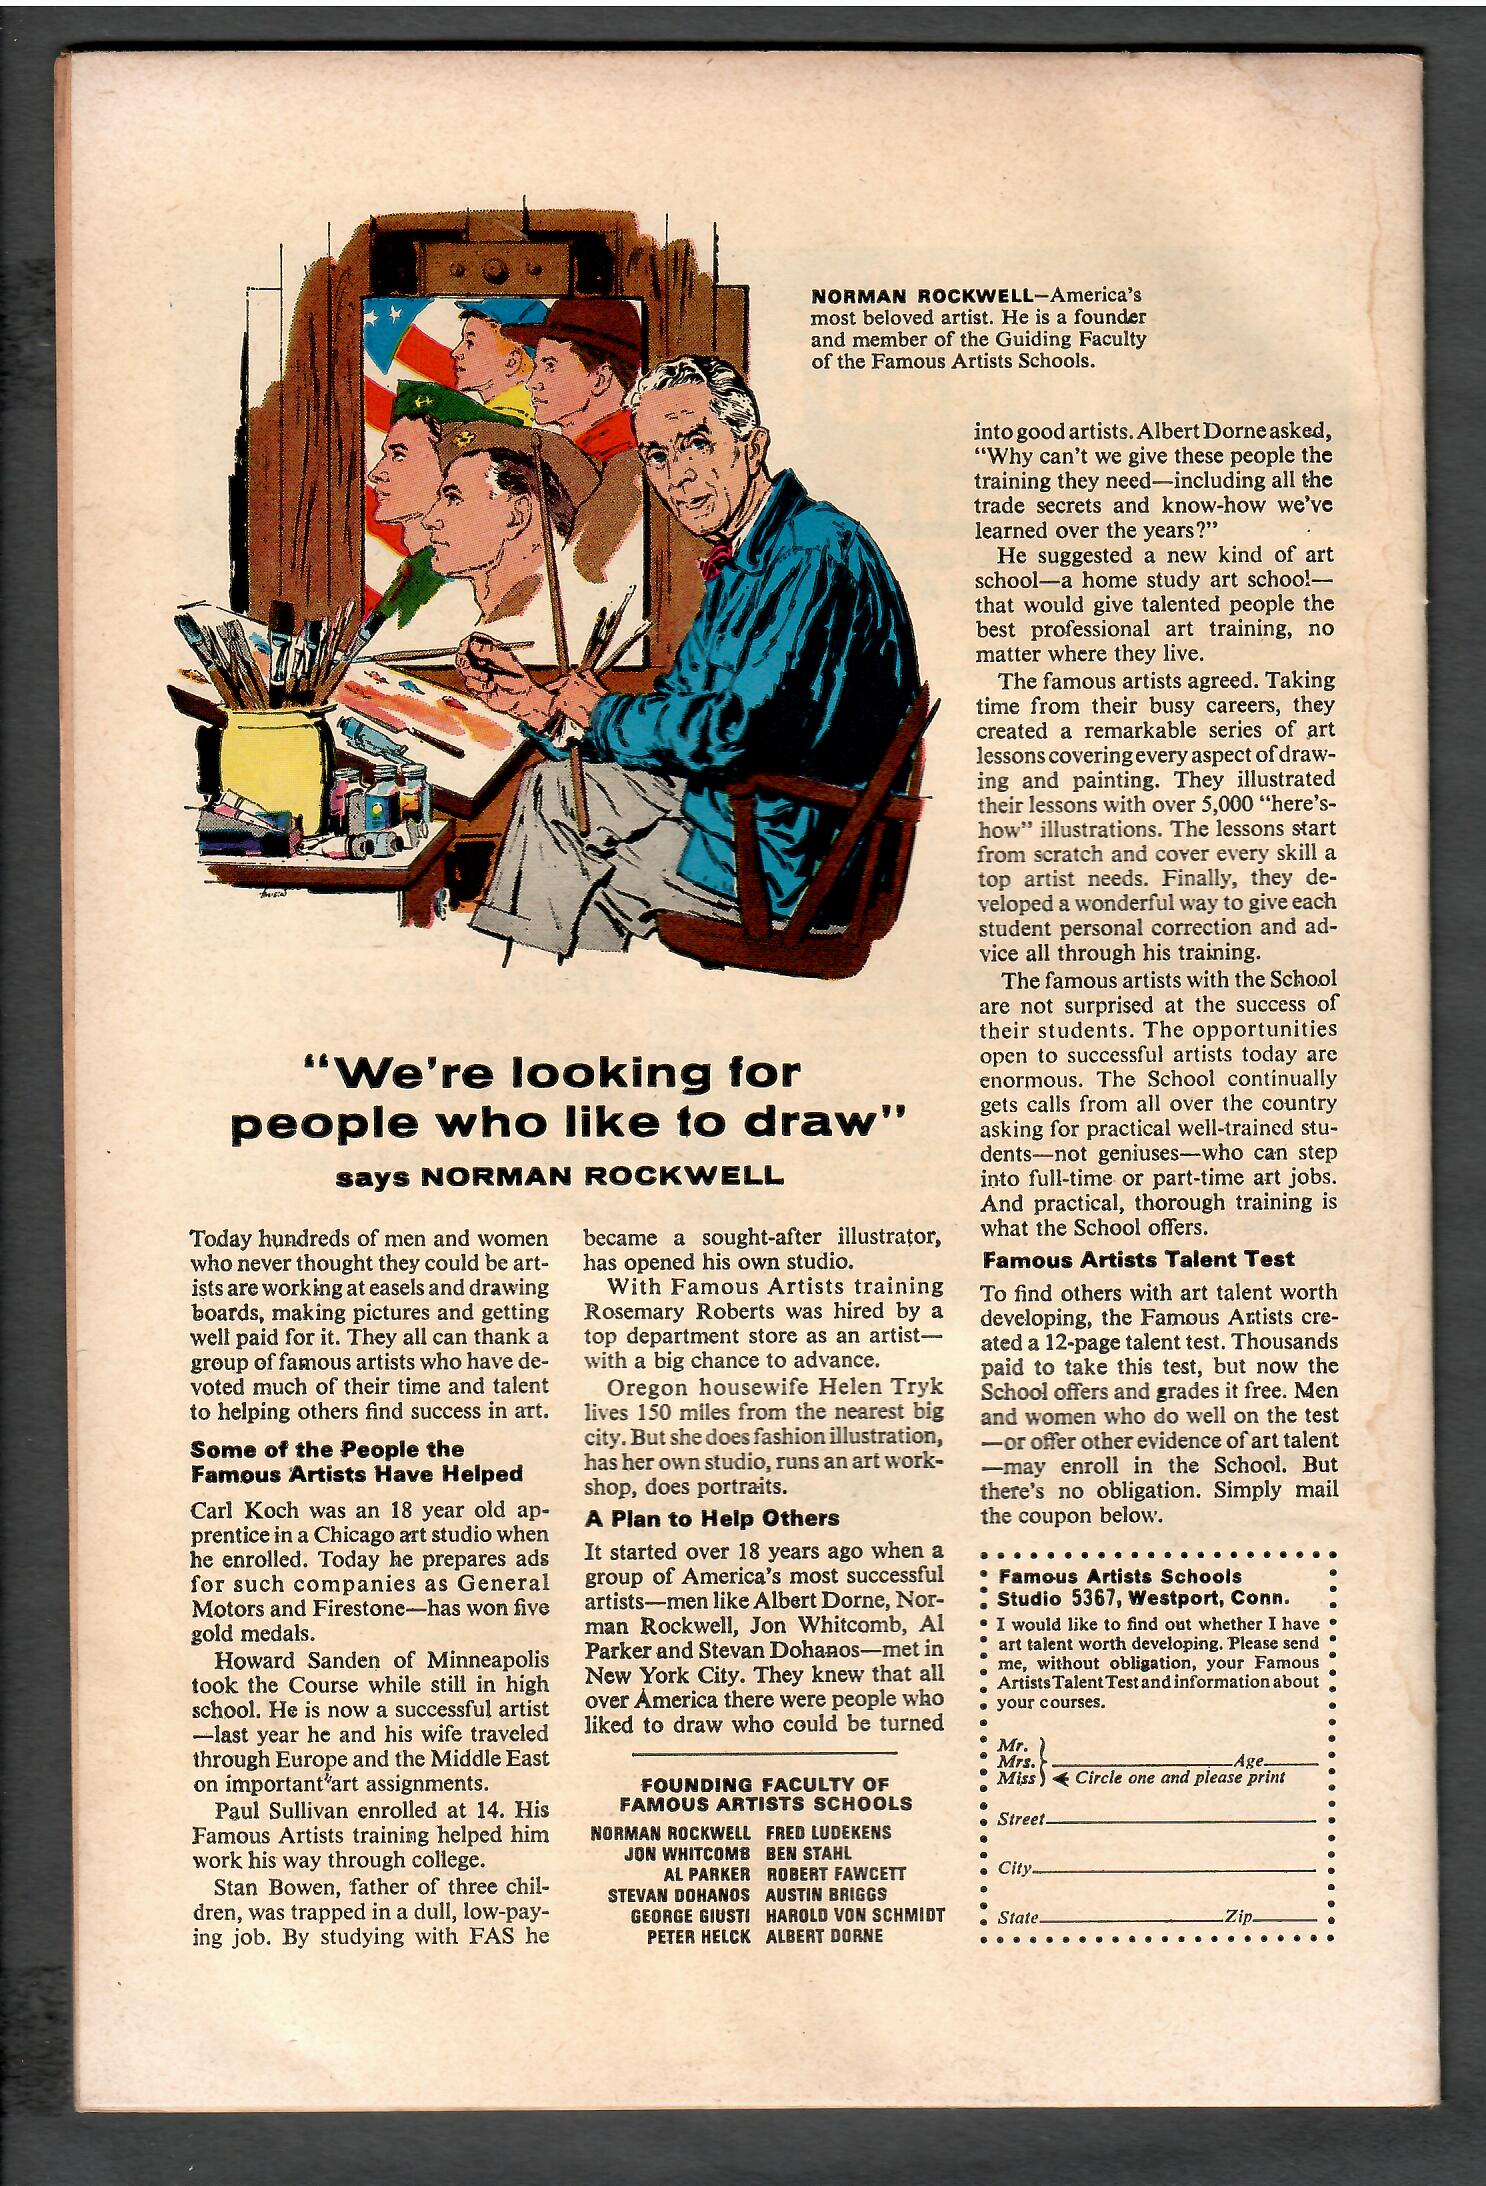 NORMAN ROCKWELL—America's
most beloved artist. He is a founder
and member of the Guiding Faculty
of the Famous Artists Schools.
"We're looking for
people who like to draw"
says NORMAN ROCKWELL
Today hundreds of men and women
who never thought they could be art-
ists are working at easels and drawing
boards, making pictures and getting
well paid for it. They all can thank a
group of famous artists who have de-
voted much of their time and talent
to helping others find success in art.
Some of the People the
Famous Artists Have Helped
Carl Koch was an 18 year old ap-
prentice in a Chicago art studio when
he enrolled. Today he prepares ads
for such companies as General
Motors and Firestone—has won five
gold medals.
Howard Sanden of Minneapolis
took the Course while still in high
school. He is now a successful artist
—last year he and his wife traveled
through Europe and the Middle East
on important art assignments.
Paul Sullivan enrolled at 14. His
Famous Artists training helped him
work his way through college.
Stan Bowen, father of three chil-
dren, was trapped in a dull, low-pay-
ing job. By studying with FAS he
became a sought-after illustrator,
has opened his own studio.
With Famous Artists training
Rosemary Roberts was hired by a
top department store as an artist—
with a big chance to advance.
Oregon housewife Helen Tryk
lives 150 miles from the nearest big
city. But she does fashion illustration,
has her own studio, runs an art work-
shop, does portraits.
A Plan to Help Others
It started over 18 years ago when a
group of America's most successful
artists—men like Albert Dorne, Nor-
man Rockwell, Jon Whitcomb, Al
Parker and Stevan Dohanos—met in
New York City. They knew that all
over America there were people who
liked to draw who could be turned
FOUNDING FACULTY OF
FAMOUS ARTISTS SCHOOLS
NORMAN ROCKWELL FRED LUDEKENS
JON WHITCOMB BEN STAHL
AL PARKER ROBERT FAWCETT
STEVAN DOHANOS AUSTIN BRIGGS
GEORGE GIUSTI HAROLD VON SCHMIDT
PETER HELCK ALBERT DORNE
into good artists. Albert Dorne asked,
"Why can't we give these people the
training they need—including all the
trade secrets and know-how we've
learned over the years?"
He suggested a new kind of art
school—a home study art school—
that would give talented people the
best professional art training, no
matter where they live.
The famous artists agreed. Taking
time from their busy careers, they
created a remarkable series of art
lessons covering every aspect of draw-
ing and painting. They illustrated
their lessons with over 5,000 "here's-
how" illustrations. The lessons start
from scratch and cover every skill a
top artist needs. Finally, they de-
veloped a wonderful way to give each
student personal correction and ad-
vice all through his training.
The famous artists with the School
are not surprised at the success of
their students. The opportunities
open to successful artists today are
enormous. The School continually
gets calls from all over the country
asking for practical well-trained stu-
dents—not geniuses—who can step
into full-time or part-time art jobs.
And practical, thorough training is
what the School offers.
Famous Artists Talent Test
To find others with art talent worth
developing, the Famous Artists cre-
ated a 12-page talent test. Thousands
paid to take this test, but now the
School offers and grades it free. Men
and women who do well on the test
—or offer other evidence of art talent
—may enroll in the School. But
there's no obligation. Simply mail
the coupon below.
Famous Artists Schools
Studio 5367, Westport, Conn.
I would like to find out whether I have
art talent worth developing. Please send
me, without obligation, your Famous
Artists Talent Test and information about
your courses.
Mr.
Mrs. Age
Miss Circle one and please print
Street
City
State Zip